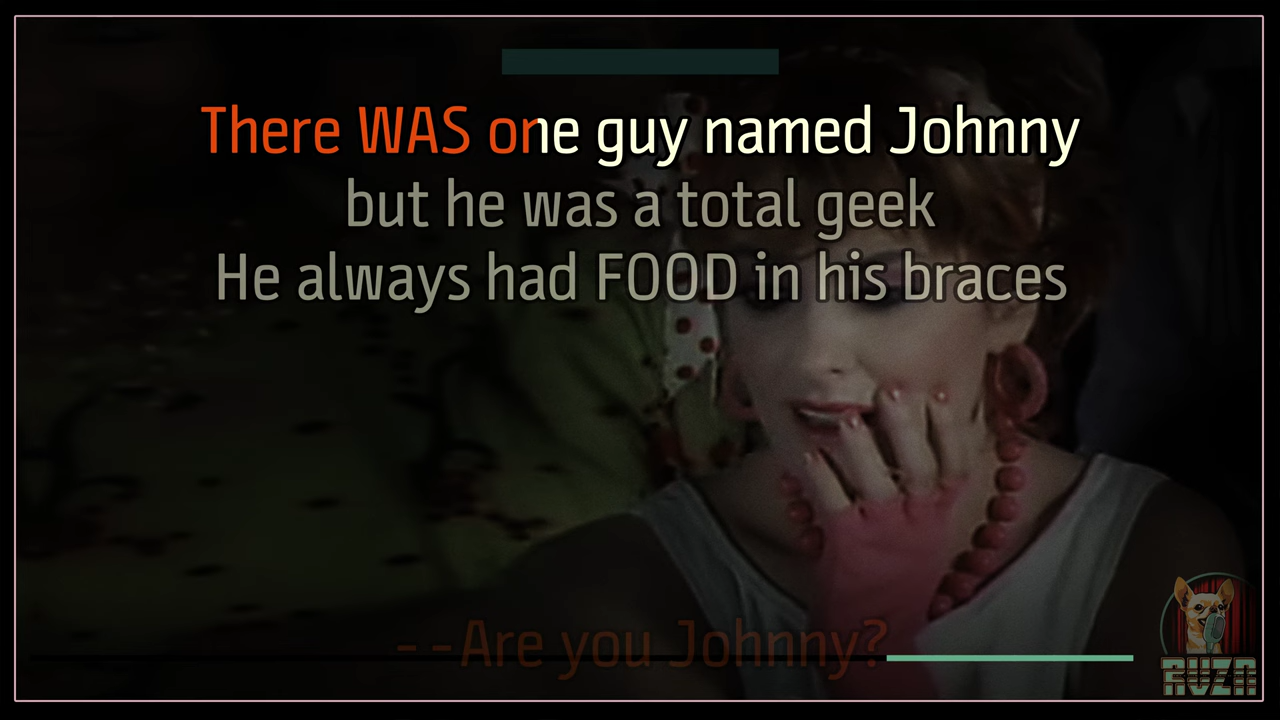 There WAS one guy named Johnny
but he was a total geek
He always had FOOD in his braces
--Are you Johnny?
RUZN